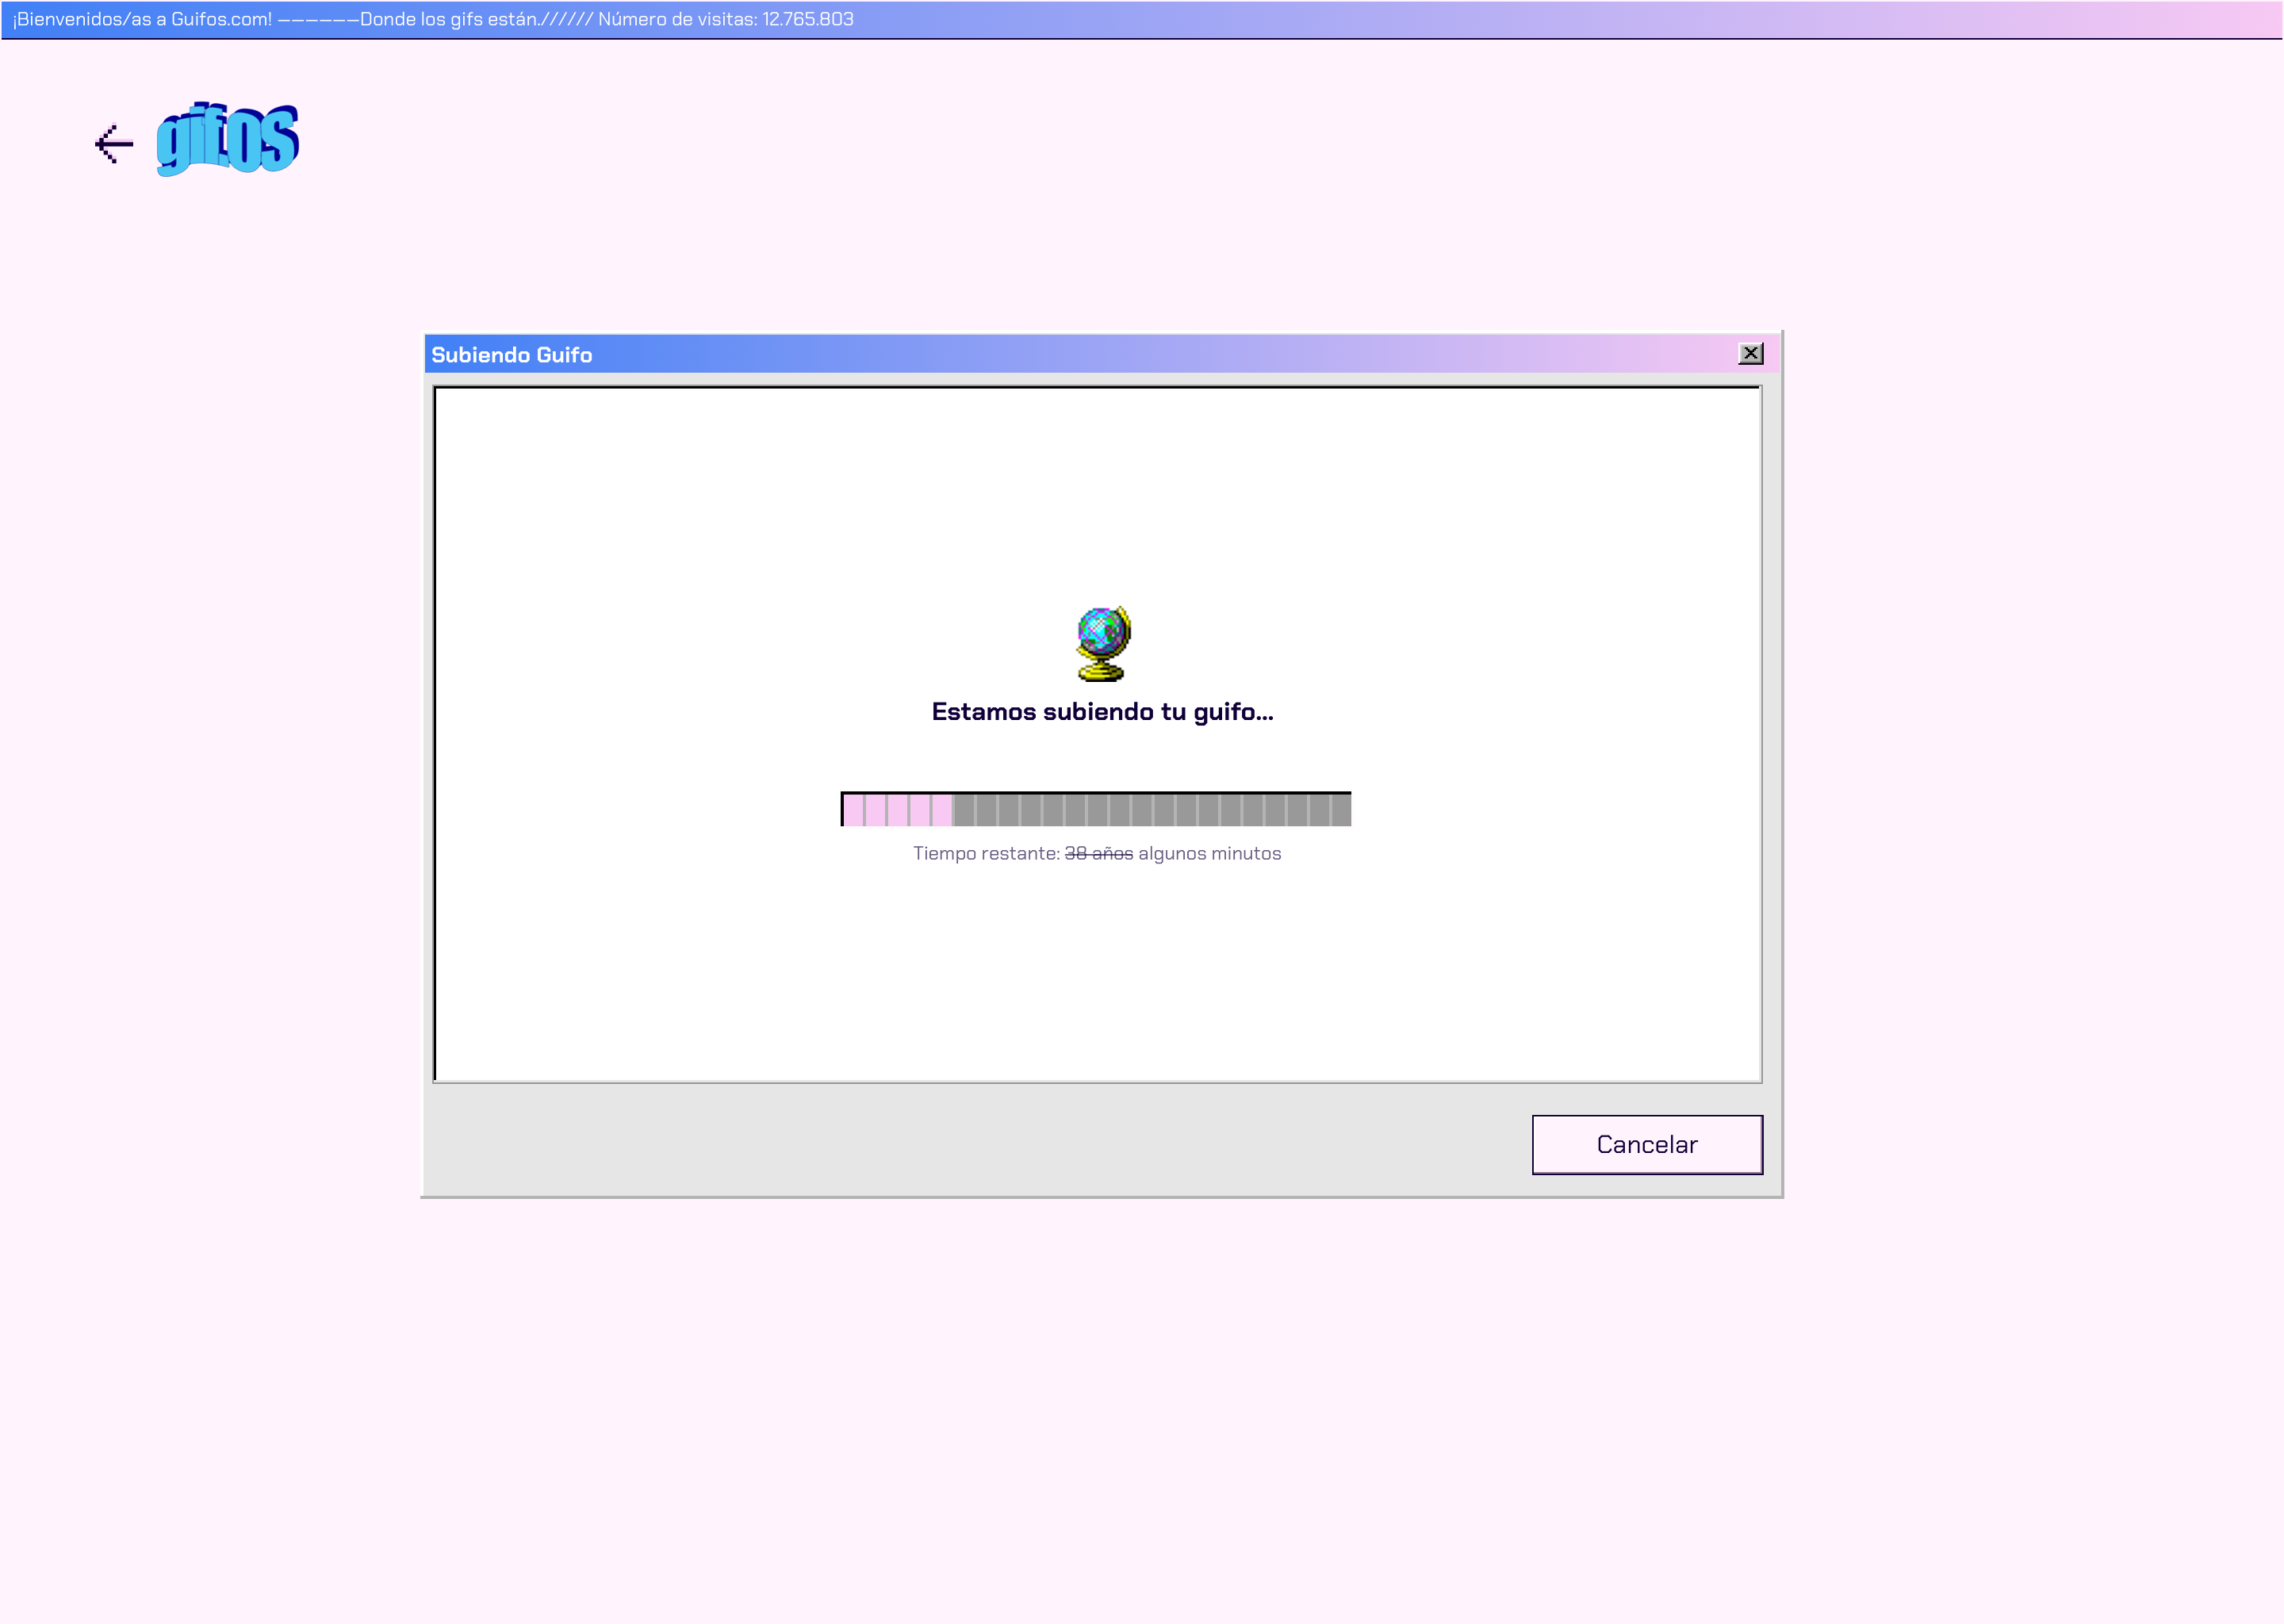 ¡Bienvenidos/as a Guifos.com! ——————Donde los gifs están.////// Número de visitas: 12.765.803
gifos
Subiendo Guifo
Estamos subiendo tu guifo...
Tiempo restante: 38 años algunos minutos
Cancelar